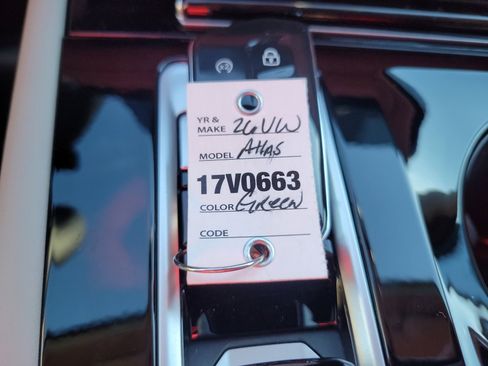 YR &
MAKE 26 VW
MODEL Atlas
17V0663
COLOR Green
CODE